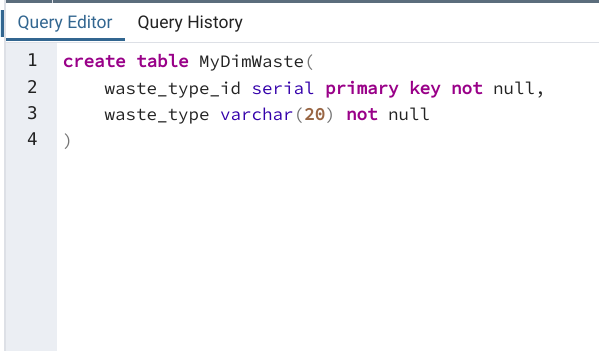 Query Editor Query History
1 create table MyDimWaste(
2 waste_type_id serial primary key not null,
3 waste_type varchar(20) not null
4 )